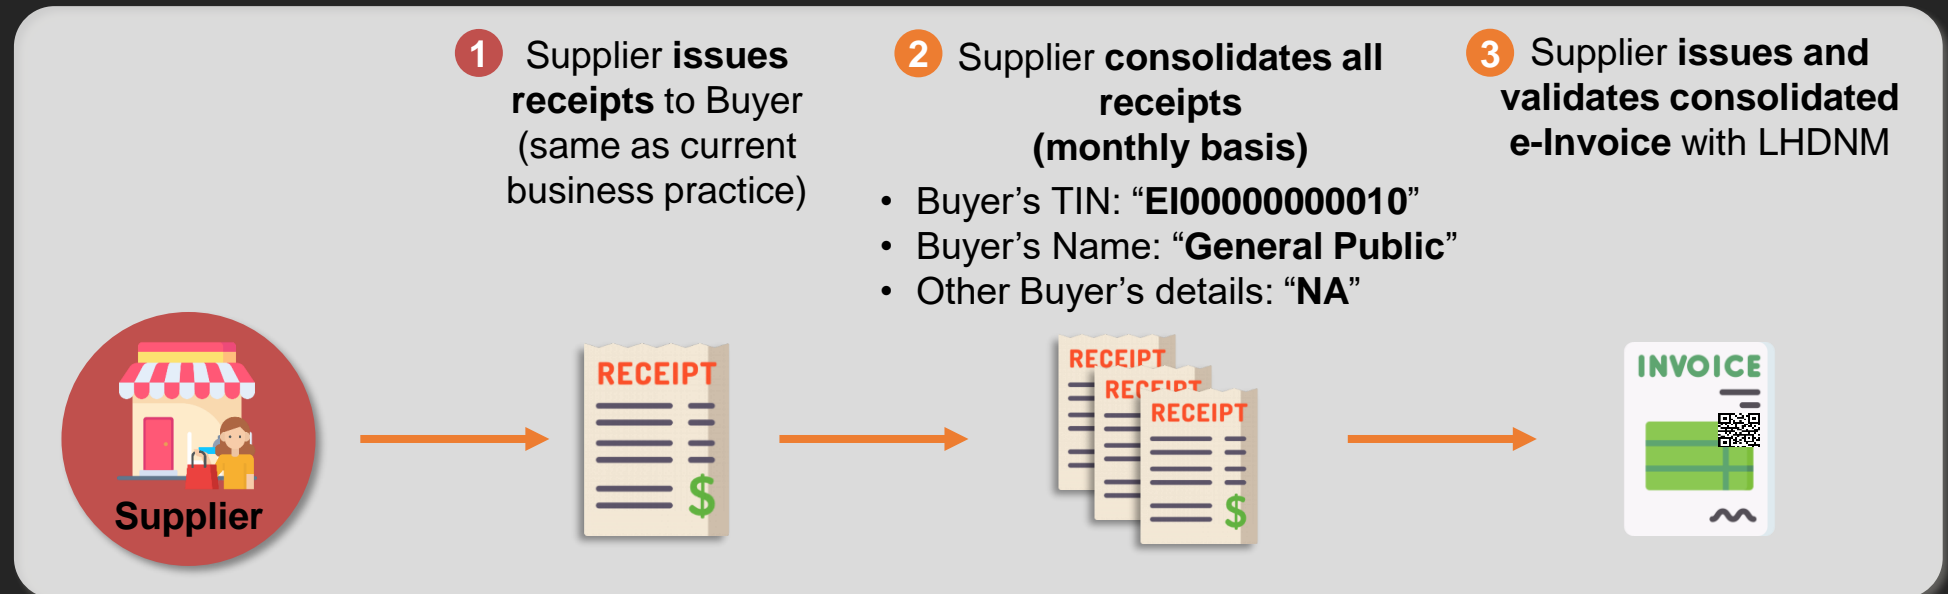 1 Supplier issues
receipts to Buyer
(same as current
business practice)
2 Supplier consolidates all
receipts
(monthly basis)
• Buyer’s TIN: “EI00000000010”
• Buyer’s Name: “General Public”
• Other Buyer’s details: “NA”
3 Supplier issues and
validates consolidated
e-Invoice with LHDNM
Supplier
RECEIPT
$
RECEIPT
RECEIPT
RECEIPT
$
INVOICE